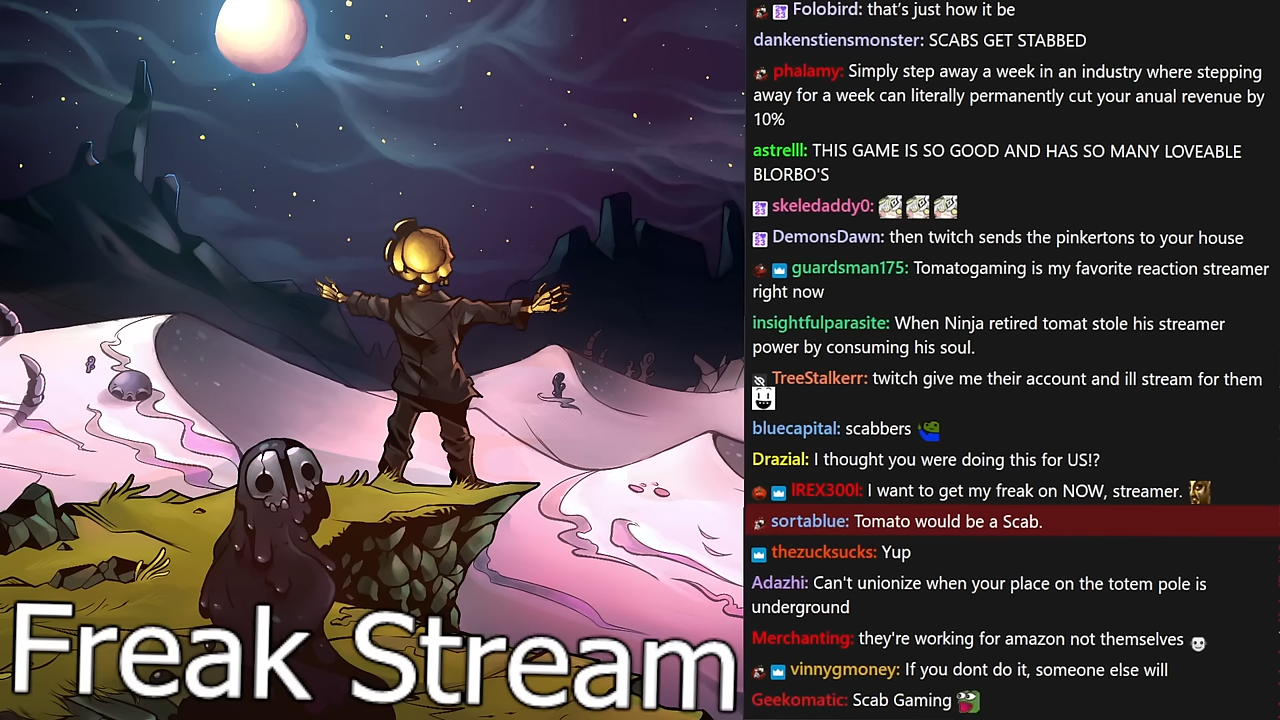 Freak Stream
Folobird: that's just how it be
dankenstiensmonster: SCABS GET STABBED
phalamy: Simply step away a week in an industry where stepping
away for a week can literally permanently cut your anual revenue by
10%
astrelll: THIS GAME IS SO GOOD AND HAS SO MANY LOVEABLE
BLORBO'S
skeledaddy0:
DemonsDawn: then twitch sends the pinkertons to your house
guardsman175: Tomatogaming is my favorite reaction streamer
right now
insightfulparasite: When Ninja retired tomat stole his streamer
power by consuming his soul.
TreeStalkerr: twitch give me their account and ill stream for them
bluecapital: scabbers
Drazial: I thought you were doing this for US!?
lREX300l: I want to get my freak on NOW, streamer.
sortablue: Tomato would be a Scab.
thezucksucks: Yup
Adazhi: Can't unionize when your place on the totem pole is
underground
Merchanting: they're working for amazon not themselves
vinnygmoney: If you dont do it, someone else will
Geekomatic: Scab Gaming